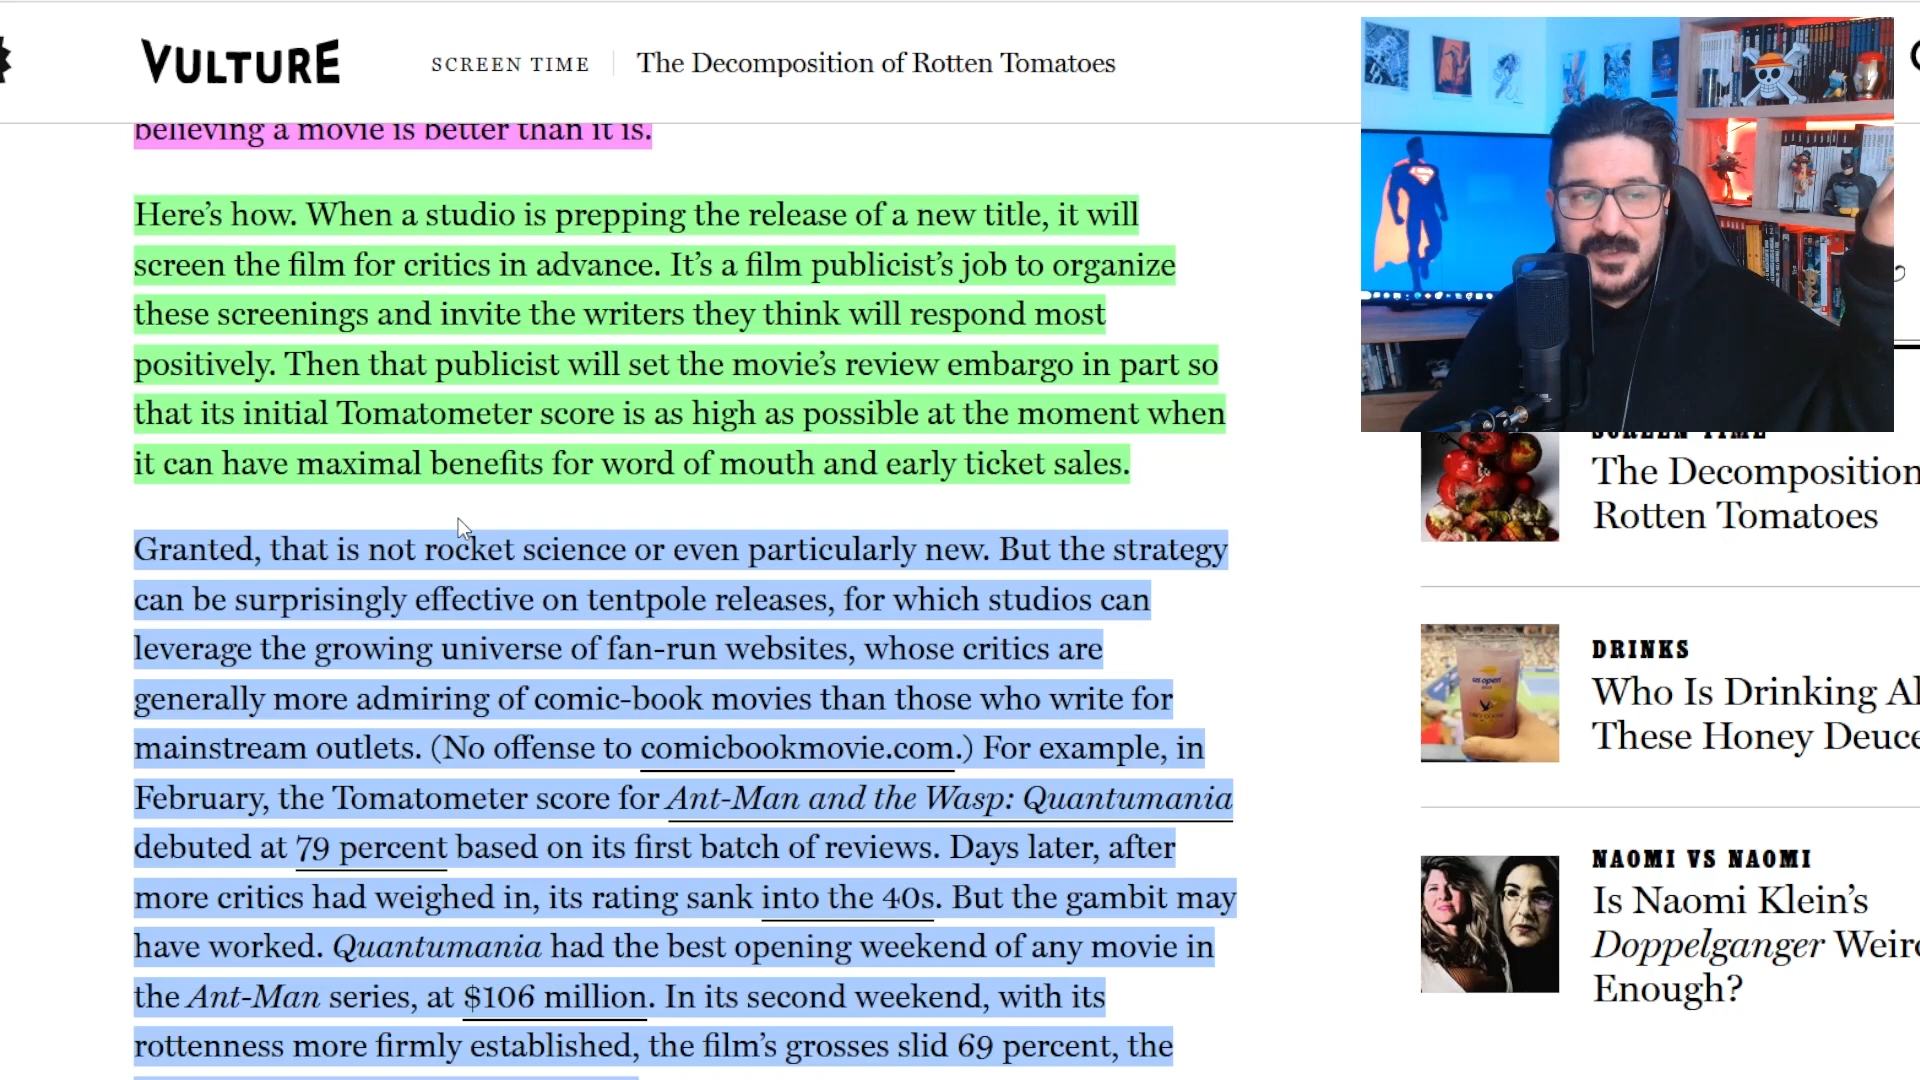 VULTURE
SCREEN TIME
The Decomposition of Rotten Tomatoes
believing a movie is better than it is.
Here's how. When a studio is prepping the release of a new title, it will
screen the film for critics in advance. It's a film publicist's job to organize
these screenings and invite the writers they think will respond most
positively. Then that publicist will set the movie's review embargo in part so
that its initial Tomatometer score is as high as possible at the moment when
it can have maximal benefits for word of mouth and early ticket sales.
Granted, that is not rocket science or even particularly new. But the strategy
can be surprisingly effective on tentpole releases, for which studios can
leverage the growing universe of fan-run websites, whose critics are
generally more admiring of comic-book movies than those who write for
mainstream outlets. (No offense to comicbookmovie.com.) For example, in
February, the Tomatometer score for Ant-Man and the Wasp: Quantumania
debuted at 79 percent based on its first batch of reviews. Days later, after
more critics had weighed in, its rating sank into the 40s. But the gambit may
have worked. Quantumania had the best opening weekend of any movie in
the Ant-Man series, at $106 million. In its second weekend, with its
rottenness more firmly established, the film's grosses slid 69 percent, the
SCREEN TIME
The Decomposition
Rotten Tomatoes
us open
DRINKS
Who Is Drinking Al
These Honey Deuce
NAOMI VS NAOMI
Is Naomi Klein's
Doppelganger Weir
Enough?